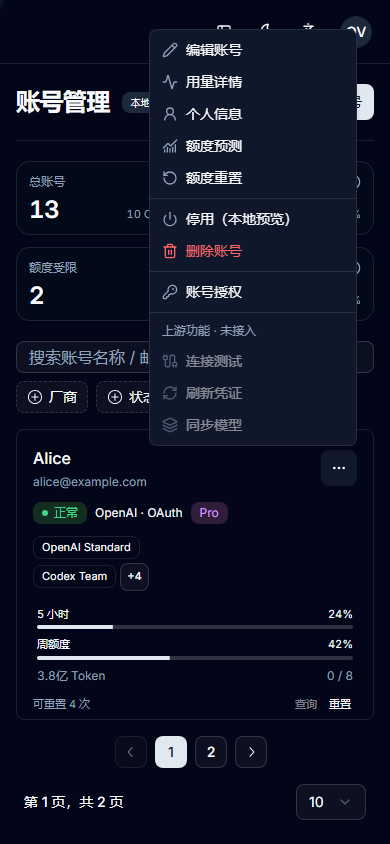 OV
编辑账号
账号管理
本地
号
用量详情
个人信息
额度预测
额度重置
总账号
13
10
%
停用（本地预览）
删除账号
额度受限
2
%
账号授权
上游功能 · 未接入
搜索账号名称 / 邮
连接测试
厂商
状态
刷新凭证
同步模型
Alice
alice@example.com
正常
OpenAI · OAuth
Pro
OpenAI Standard
Codex Team
+4
5 小时
24%
周额度
42%
3.8亿 Token
0 / 8
可重置 4 次
查询
重置
1
2
第 1 页，共 2 页
10